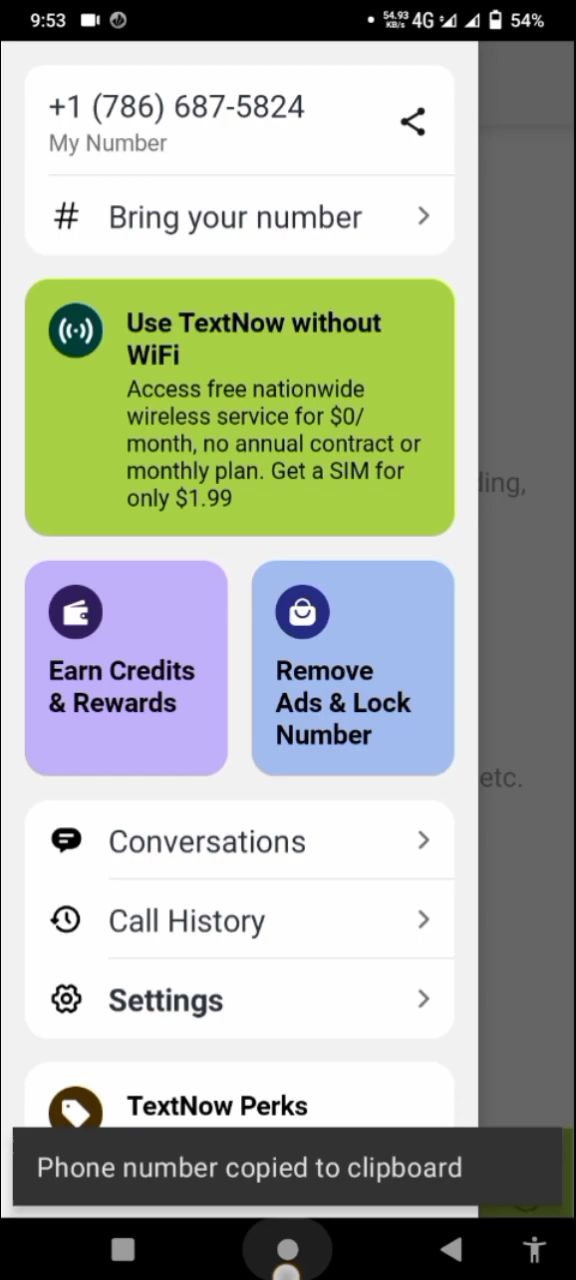 9:53
54.93 KB/s 4G 54%
+1 (786) 687-5824
My Number
# Bring your number
Use TextNow without
WiFi
Access free nationwide
wireless service for $0/
month, no annual contract or
monthly plan. Get a SIM for
only $1.99
ding,
Earn Credits
& Rewards
Remove
Ads & Lock
Number
etc.
Conversations
Call History
Settings
TextNow Perks
Phone number copied to clipboard